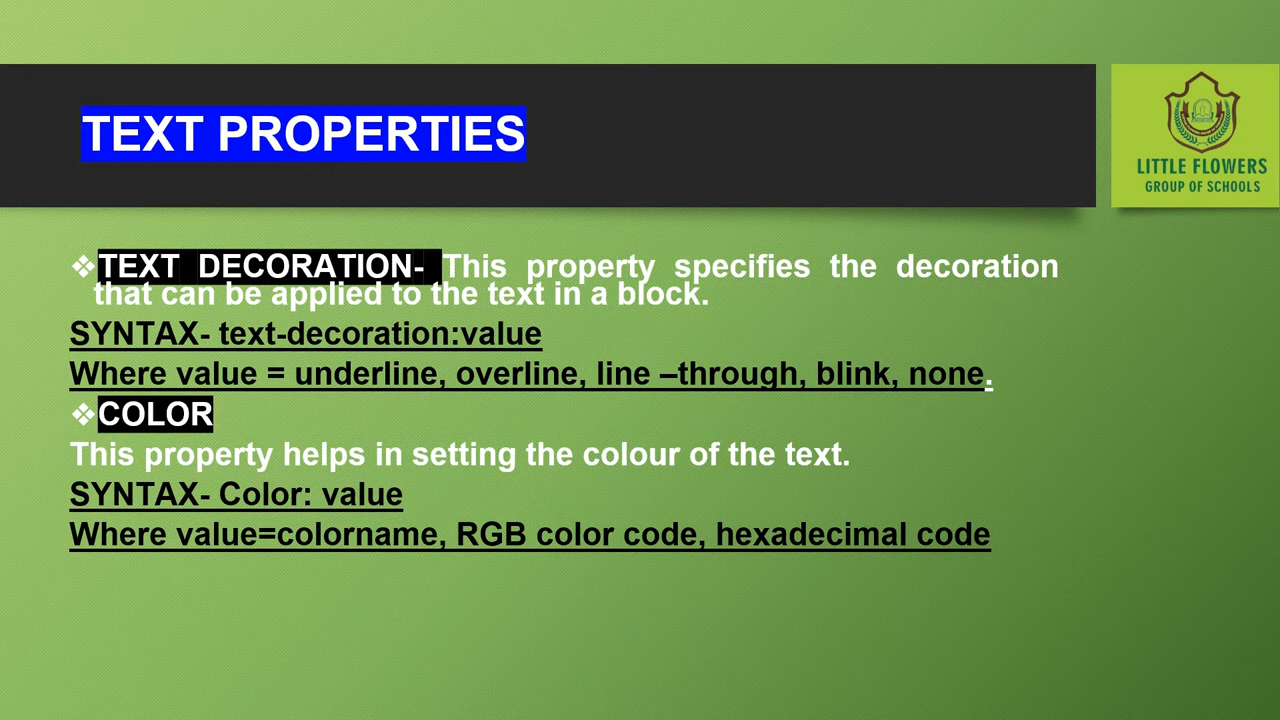 TEXT PROPERTIES
LITTLE FLOWERS
GROUP OF SCHOOLS
❖TEXT DECORATION- This property specifies the decoration
that can be applied to the text in a block.
SYNTAX- text-decoration:value
Where value = underline, overline, line –through, blink, none.
❖COLOR
This property helps in setting the colour of the text.
SYNTAX- Color: value
Where value=colorname, RGB color code, hexadecimal code